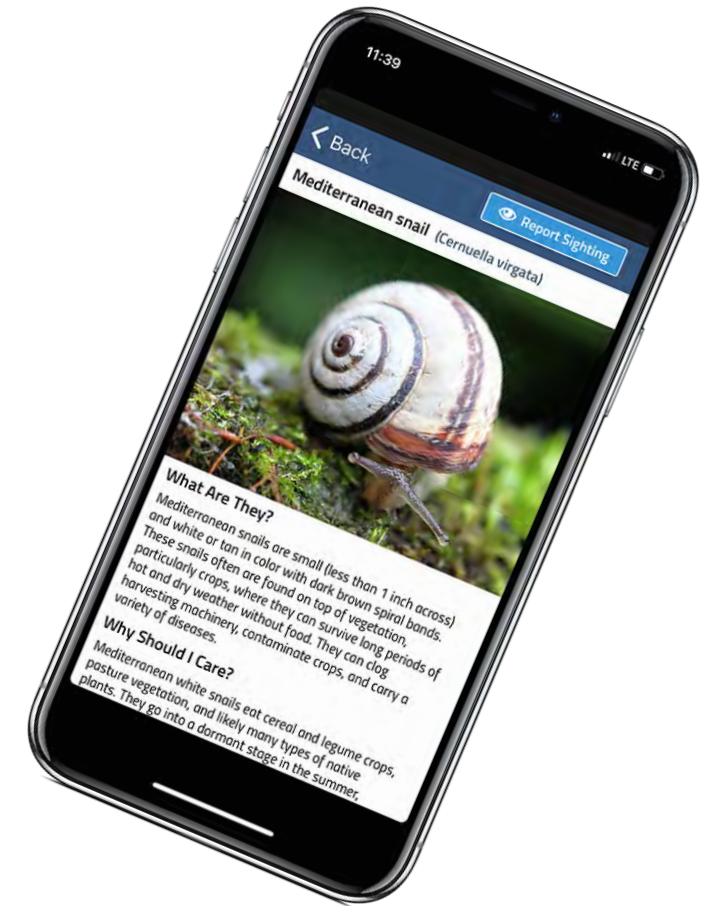 11:39
LTE
Back
Report Sighting
Mediterranean snail (Cernuella virgata)
What Are They?
Mediterranean snails are small (less than 1 inch across)
and white or tan in color with dark brown spiral bands.
These snails often are found on top of vegetation,
particularly crops, where they can survive long periods of
hot and dry weather without food. They can clog
harvesting machinery, contaminate crops, and carry a
variety of diseases.
Why Should I Care?
Mediterranean white snails eat cereal and legume crops,
pasture vegetation, and likely many types of native
plants. They go into a dormant stage in the summer,